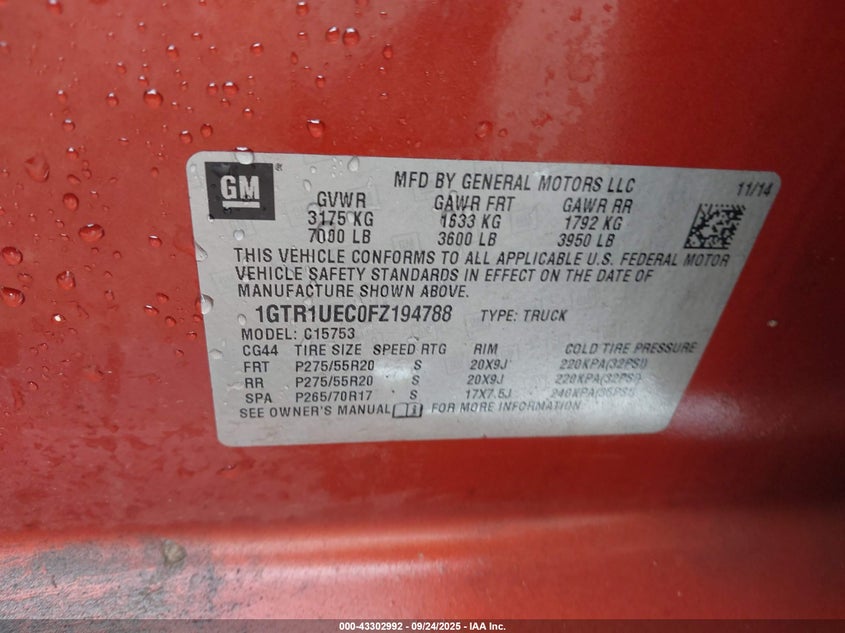 GM
MFD BY GENERAL MOTORS LLC 11/14
GVWR GAWR FRT GAWR RR
3175 KG 1633 KG 1792 KG
7000 LB 3600 LB 3950 LB
THIS VEHICLE CONFORMS TO ALL APPLICABLE U.S. FEDERAL MOTOR
VEHICLE SAFETY STANDARDS IN EFFECT ON THE DATE OF
MANUFACTURE SHOWN ABOVE.
1GTR1UEC0FZ194788 TYPE: TRUCK
MODEL: C15753
CG44 TIRE SIZE SPEED RTG RIM COLD TIRE PRESSURE
FRT P275/55R20 S 20X9J 220KPA(32PSI)
RR P275/55R20 S 20X9J 220KPA(32PSI)
SPA P265/70R17 S 17X7.5J 240KPA(35PSI)
SEE OWNER'S MANUAL FOR MORE INFORMATION
000-43302992 - 09/24/2025 - IAA Inc.